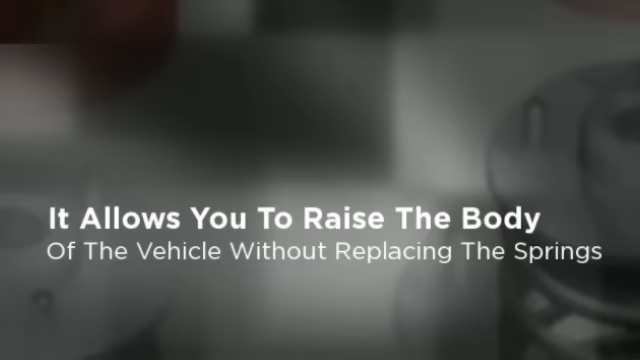 It Allows You To Raise The Body
Of The Vehicle Without Replacing The Springs